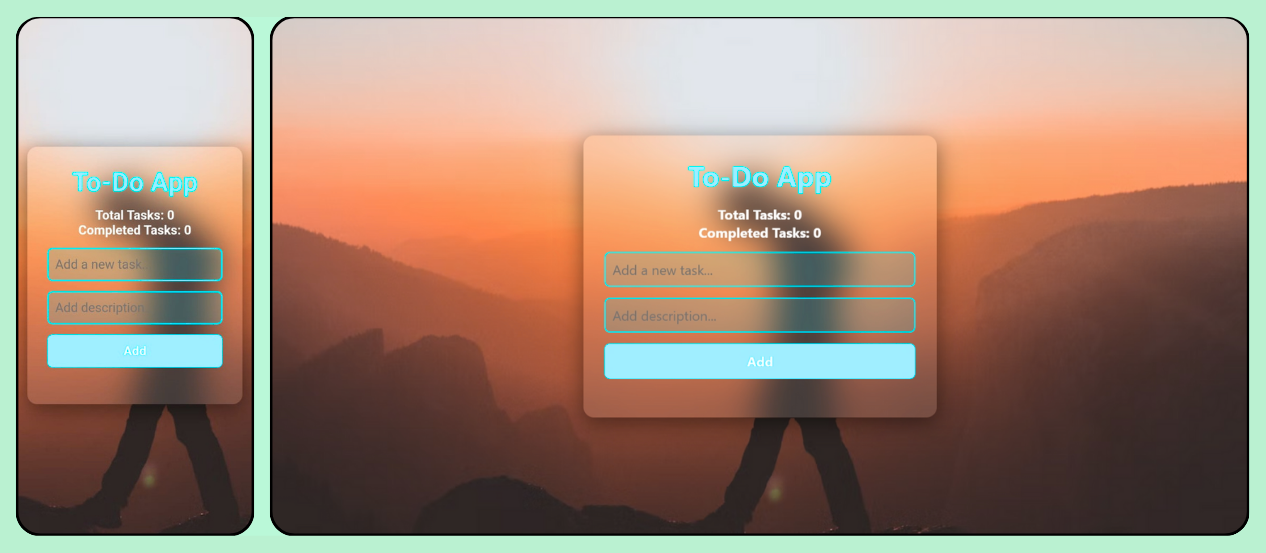 To-Do App
Total Tasks: 0
Completed Tasks: 0
Add a new task.
Add description
Add
To-Do App
Total Tasks: 0
Completed Tasks: 0
Add a new task...
Add description...
Add